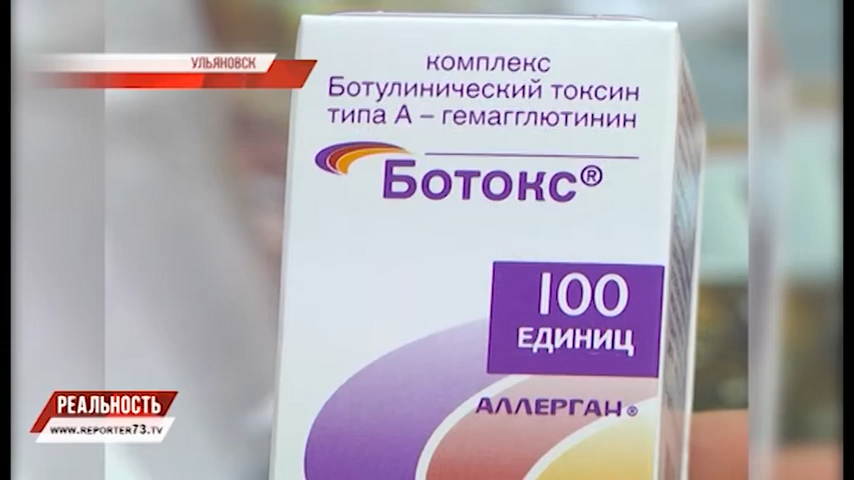 УЛЬЯНОВСК
комплекс
Ботулинический токсин
типа А – гемагглютинин
Ботокс®
100
ЕДИНИЦ
АЛЛЕРГАН®
РЕАЛЬНОСТЬ
WWW.REPORTER73.TV